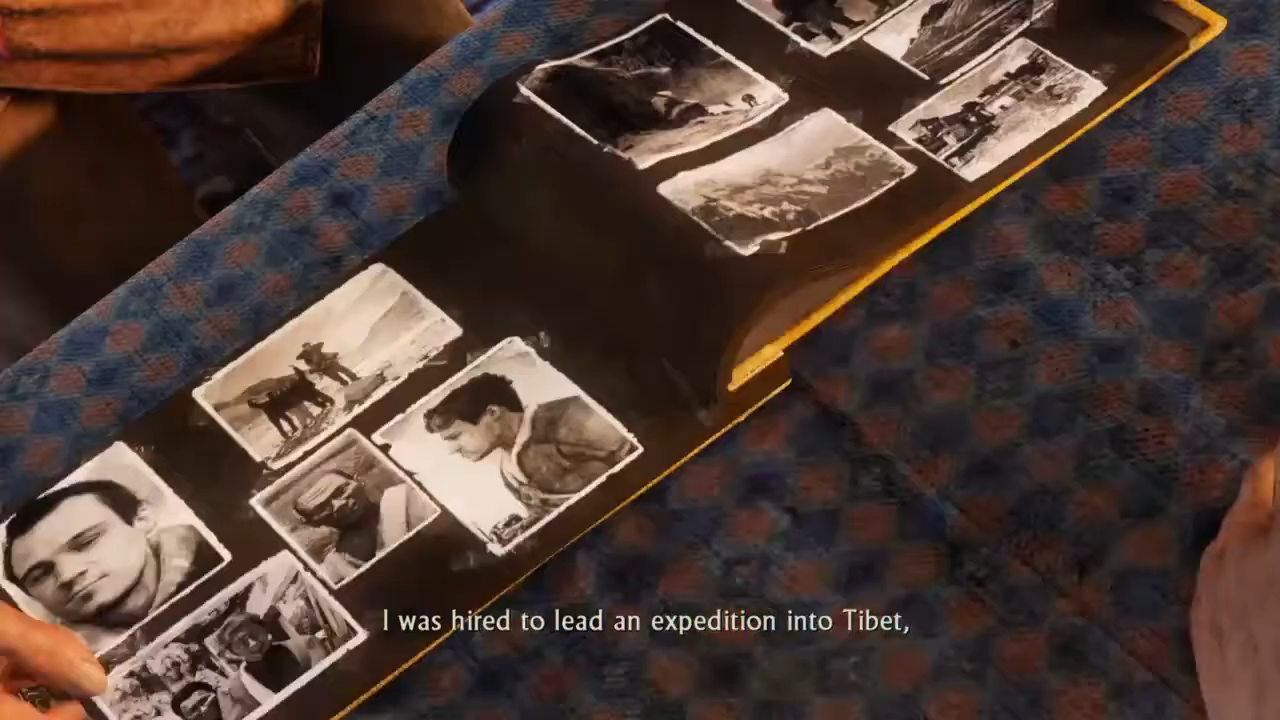 I was hired to lead an expedition into Tibet,